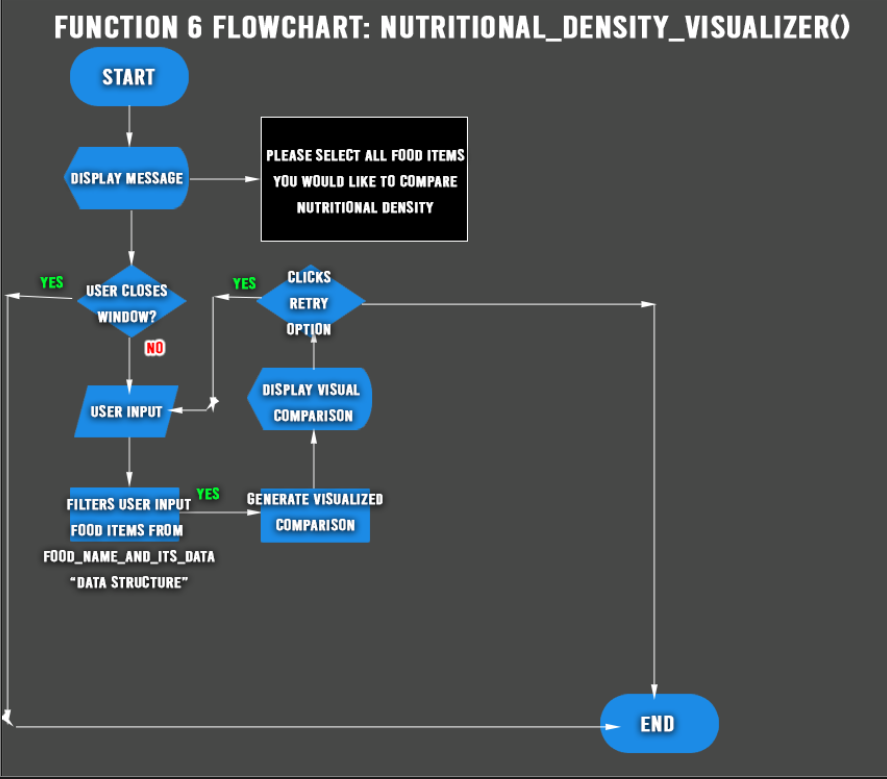 FUNCTION 6 FLOWCHART: NUTRITIONAL_DENSITY_VISUALIZER()
START
DISPLAY MESSAGE
PLEASE SELECT ALL FOOD ITEMS
YOU WOULD LIKE TO COMPARE
NUTRITIONAL DENSITY
YES
USER CLOSES
WINDOW?
NO
YES
CLICKS
RETRY
OPTION
USER INPUT
DISPLAY VISUAL
COMPARISON
FILTERS USER INPUT
FOOD ITEMS FROM
FOOD_NAME_AND_ITS_DATA
"DATA STRUCTURE"
YES
GENERATE VISUALIZED
COMPARISON
END